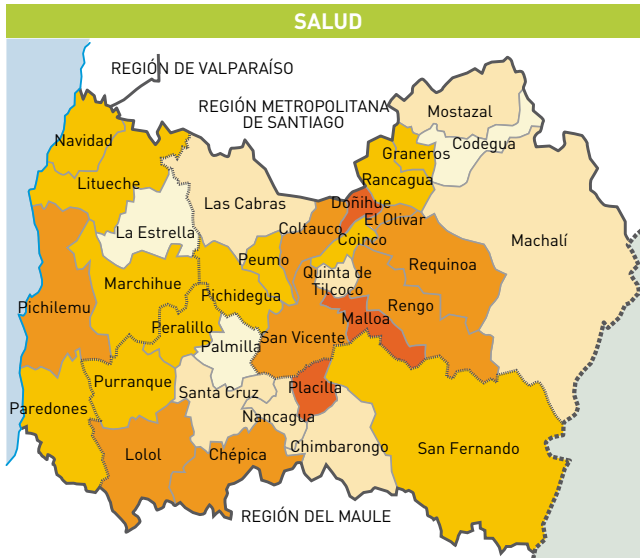 SALUD
REGIÓN DE VALPARAÍSO
REGIÓN METROPOLITANA
DE SANTIAGO
Mostazal
Navidad
Codegua
Graneros
Litueche
Rancagua
Las Cabras
Doñihue
La Estrella
Coltauco
El Olivar
Coinco
Machalí
Peumo
Requinoa
Marchihue
Quinta de
Tilcoco
Pichidegua
Pichilemu
Rengo
Peralillo
Malloa
Palmilla
San Vicente
Purranque
Santa Cruz
Placilla
Paredones
Nancagua
Lolol
Chépica
Chimbarongo
San Fernando
REGIÓN DEL MAULE